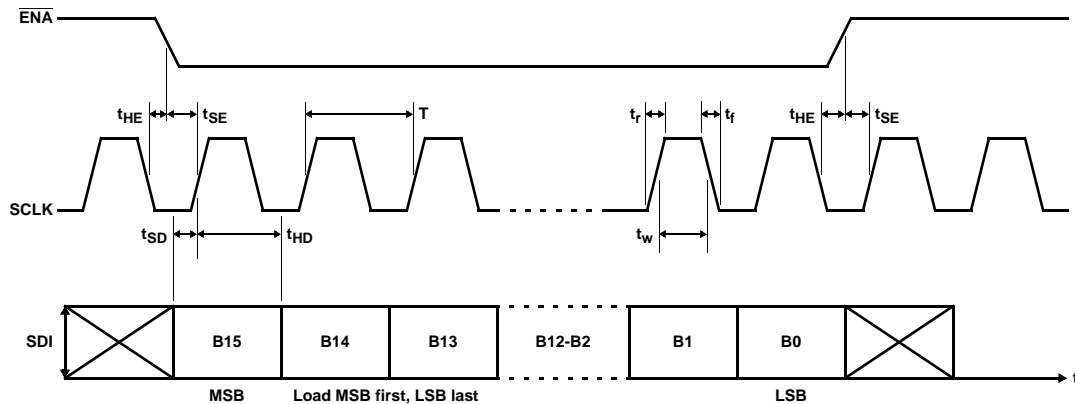 ENA
tHE tSE T tr tf tHE tSE
SCLK
tSD tHD tw
SDI B15 B14 B13 B12-B2 B1 B0 t
MSB Load MSB first, LSB last LSB